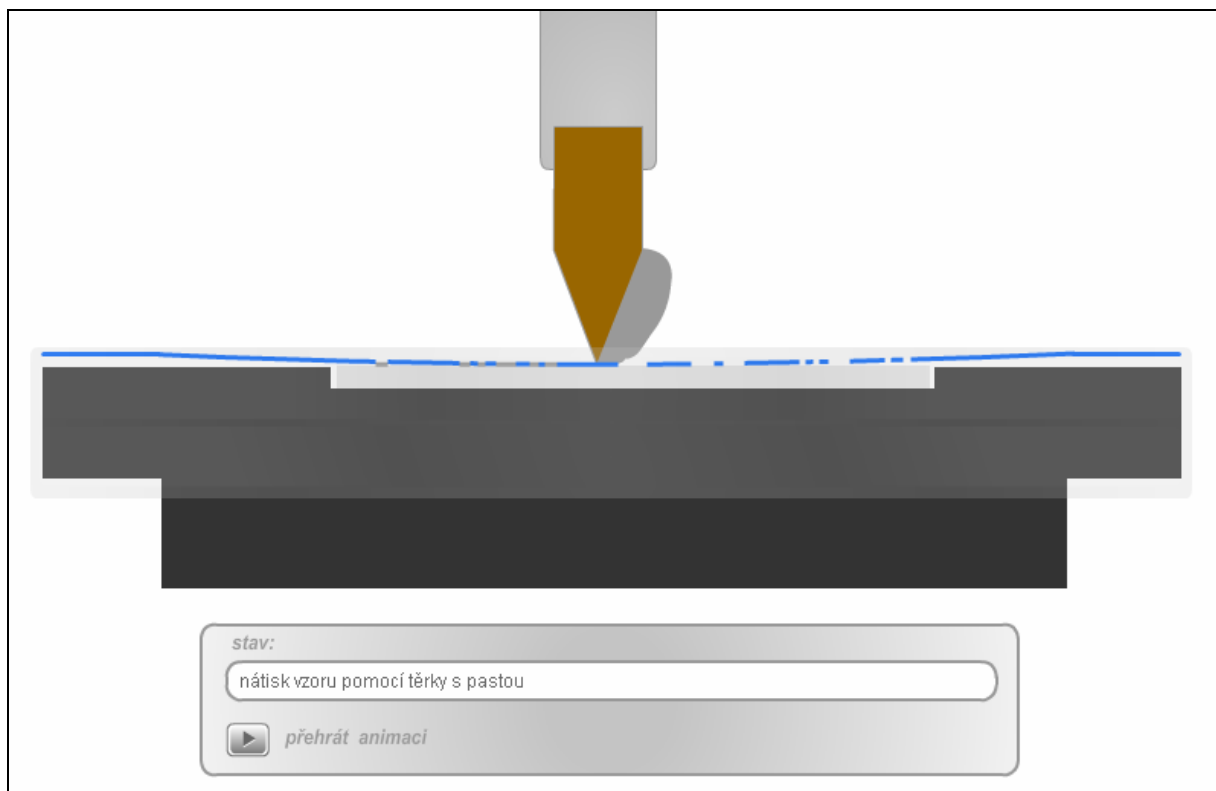 stav:
nátisk vzoru pomocí těrky s pastou
přehrát animaci